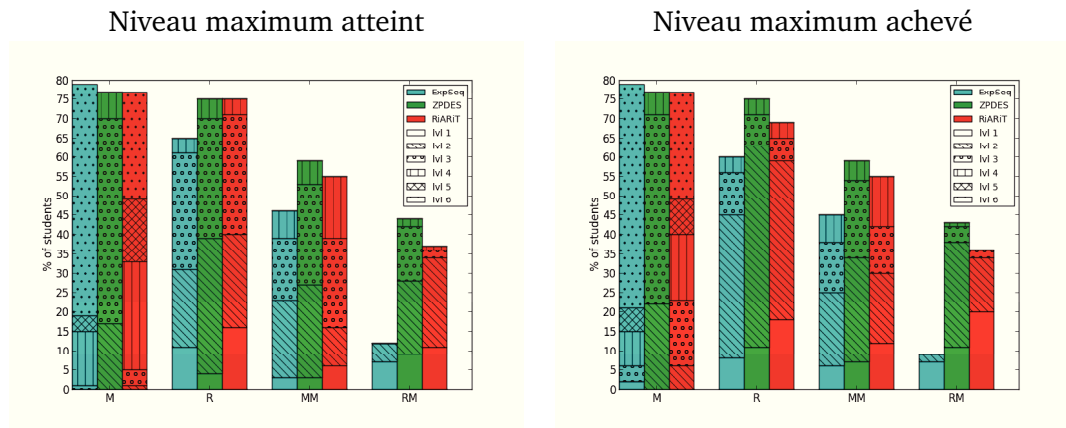 Niveau maximum atteint
Niveau maximum achevé
80
75
70
65
60
55
50
45
40
35
30
25
20
15
10
5
0
% of students
M
R
MM
RM
ExpSeq
ZPDES
RiARiT
lvl 1
lvl 2
lvl 3
lvl 4
lvl 5
lvl 6
80
75
70
65
60
55
50
45
40
35
30
25
20
15
10
5
0
% of students
M
R
MM
RM
ExpSeq
ZPDES
RiARiT
lvl 1
lvl 2
lvl 3
lvl 4
lvl 5
lvl 6